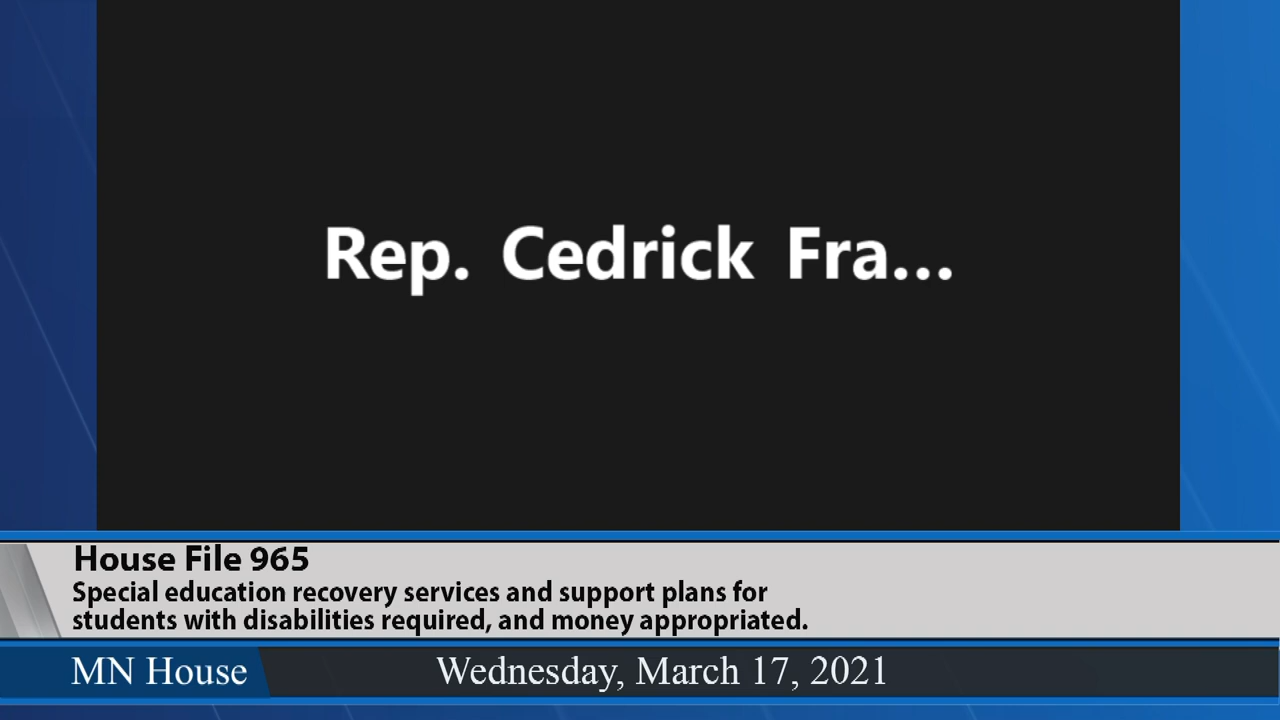 Rep. Cedrick Fra...
House File 965
Special education recovery services and support plans for
students with disabilities required, and money appropriated.
MN House
Wednesday, March 17, 2021